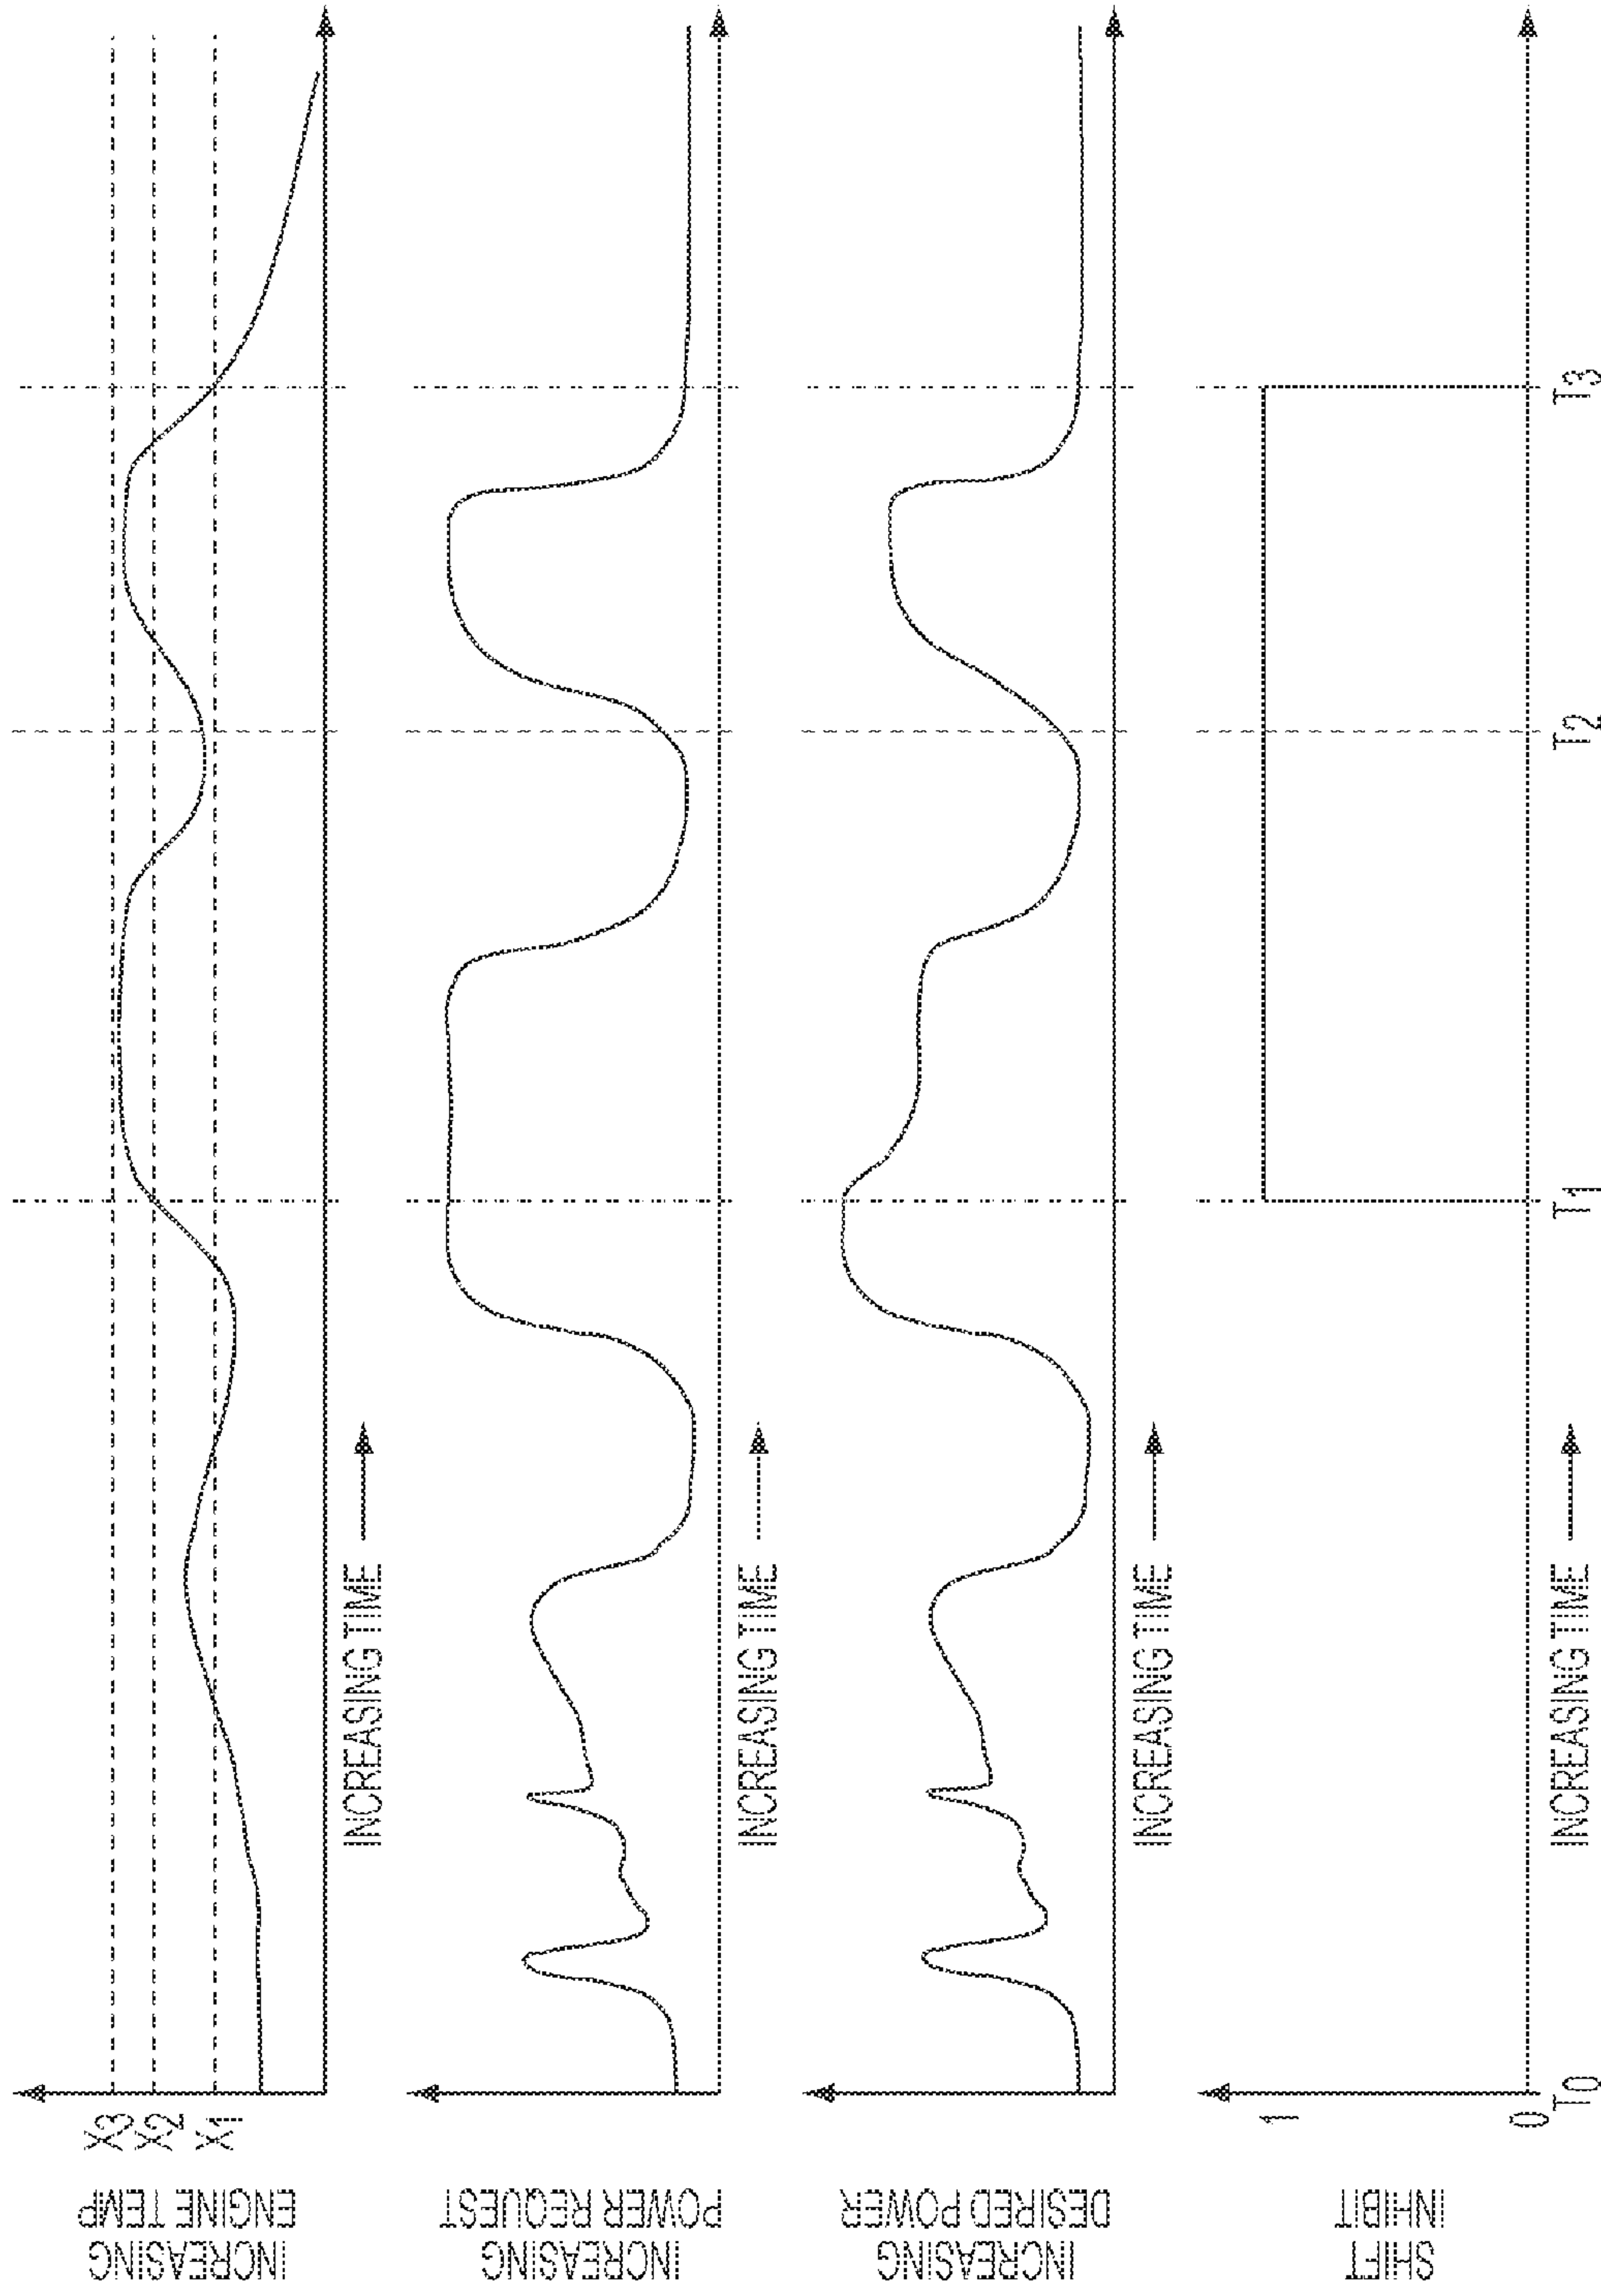 INCREASING
ENGINE TEMP
X3
X2
X1
INCREASING TIME
INCREASING
POWER REQUEST
INCREASING TIME
INCREASING
DESIRED POWER
INCREASING TIME
SHIFT
INHIBIT
1
0
T0
INCREASING TIME
T1
T2
T3